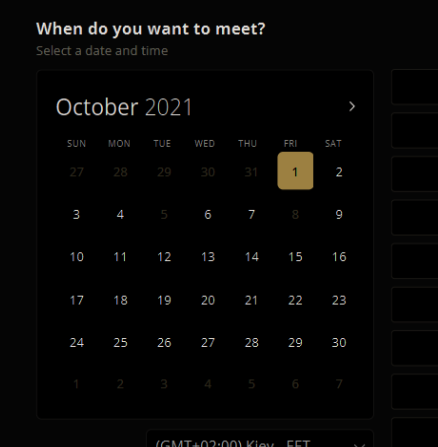 When do you want to meet?
Select a date and time
October 2021
SUN MON TUE WED THU FRI SAT
27 28 29 30 31 1 2
3 4 5 6 7 8 9
10 11 12 13 14 15 16
17 18 19 20 21 22 23
24 25 26 27 28 29 30
1 2 3 4 5 6 7
(GMT+02:00) Kiev EET